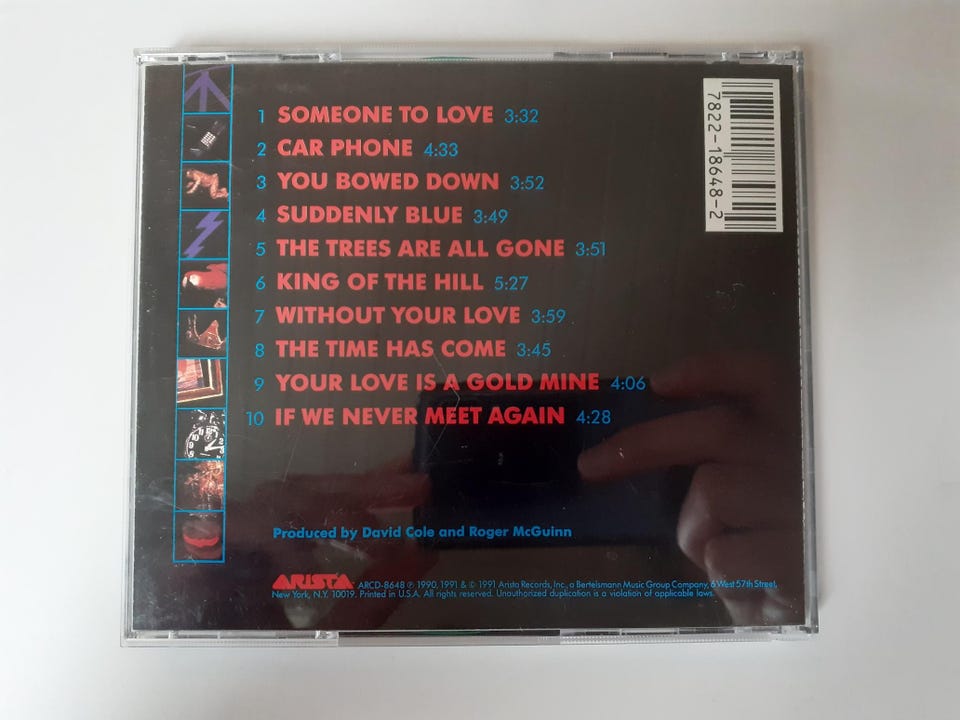 1 SOMEONE TO LOVE 3:32
2 CAR PHONE 4:33
3 YOU BOWED DOWN 3:52
4 SUDDENLY BLUE 3:49
5 THE TREES ARE ALL GONE 3:51
6 KING OF THE HILL 5:27
7 WITHOUT YOUR LOVE 3:59
8 THE TIME HAS COME 3:45
9 YOUR LOVE IS A GOLD MINE 4:06
10 IF WE NEVER MEET AGAIN 4:28
7822-18648-2
Produced by David Cole and Roger McGuinn
ARISTA ARCD-8648 ℗ 1990, 1991 & © 1991 Arista Records, Inc., a Bertelsmann Music Group Company, 6 West 57th Street,
New York, N.Y. 10019. Printed in U.S.A. All rights reserved. Unauthorized duplication is a violation of applicable laws.